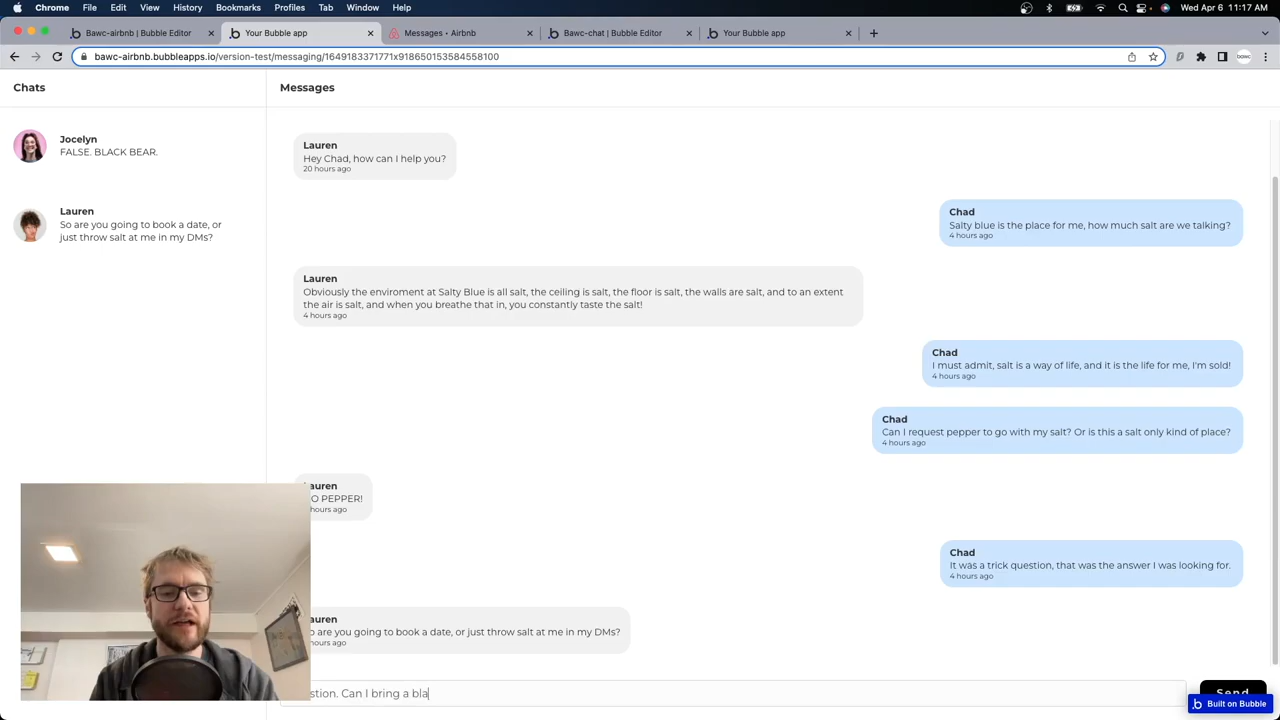 Chrome File Edit View History Bookmarks Profiles Tab Window Help
Wed Apr 6 11:17 AM
Bawc-airbnb | Bubble Editor
Your Bubble app
Messages • Airbnb
Bawc-chat | Bubble Editor
Your Bubble app
bawc-airbnb.bubbleapps.io/version-test/messaging/1649183371771x918650153584558100
Chats
Messages
Jocelyn
FALSE. BLACK BEAR.
Lauren
So are you going to book a date, or
just throw salt at me in my DMs?
Lauren
Hey Chad, how can I help you?
20 hours ago
Chad
Salty blue is the place for me, how much salt are we talking?
4 hours ago
Lauren
Obviously the enviroment at Salty Blue is all salt, the ceiling is salt, the floor is salt, the walls are salt, and to an extent
the air is salt, and when you breathe that in, you constantly taste the salt!
4 hours ago
Chad
I must admit, salt is a way of life, and it is the life for me, I'm sold!
4 hours ago
Chad
Can I request pepper to go with my salt? Or is this a salt only kind of place?
4 hours ago
auren
O PEPPER!
hours ago
Chad
It was a trick question, that was the answer I was looking for.
4 hours ago
auren
o are you going to book a date, or just throw salt at me in my DMs?
hours ago
stion. Can I bring a bla
Send
Built on Bubble